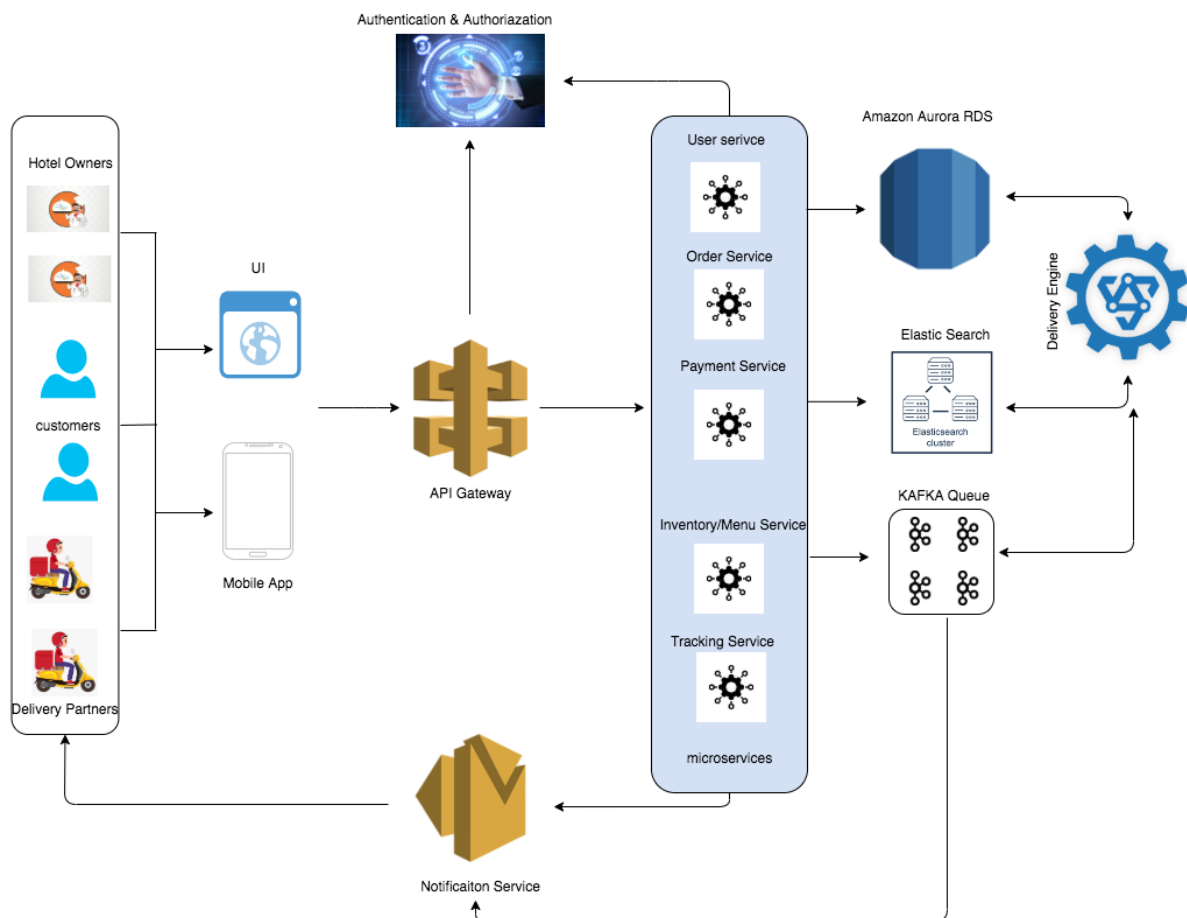 Authentication & Authoriazation
Hotel Owners
customers
Delivery Partners
UI
Mobile App
API Gateway
User serivce
Order Service
Payment Service
Inventory/Menu Service
Tracking Service
microservices
Amazon Aurora RDS
Delivery Engine
Elastic Search
Elasticsearch
cluster
KAFKA Queue
Notificaiton Service